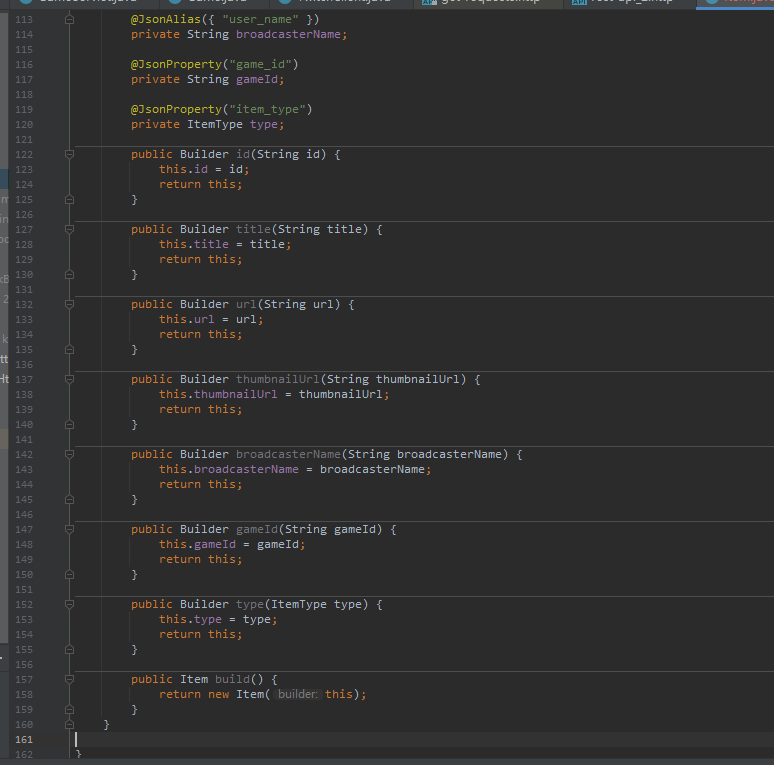 113 @JsonAlias({ "user_name" })
114 private String broadcasterName;
115
116 @JsonProperty("game_id")
117 private String gameId;
118
119 @JsonProperty("item_type")
120 private ItemType type;
121
122 public Builder id(String id) {
123 this.id = id;
124 return this;
125 }
126
127 public Builder title(String title) {
128 this.title = title;
129 return this;
130 }
131
132 public Builder url(String url) {
133 this.url = url;
134 return this;
135 }
136
137 public Builder thumbnailUrl(String thumbnailUrl) {
138 this.thumbnailUrl = thumbnailUrl;
139 return this;
140 }
141
142 public Builder broadcasterName(String broadcasterName) {
143 this.broadcasterName = broadcasterName;
144 return this;
145 }
146
147 public Builder gameId(String gameId) {
148 this.gameId = gameId;
149 return this;
150 }
151
152 public Builder type(ItemType type) {
153 this.type = type;
154 return this;
155 }
156
157 public Item build() {
158 return new Item( builder: this);
159 }
160 }
161
162 }